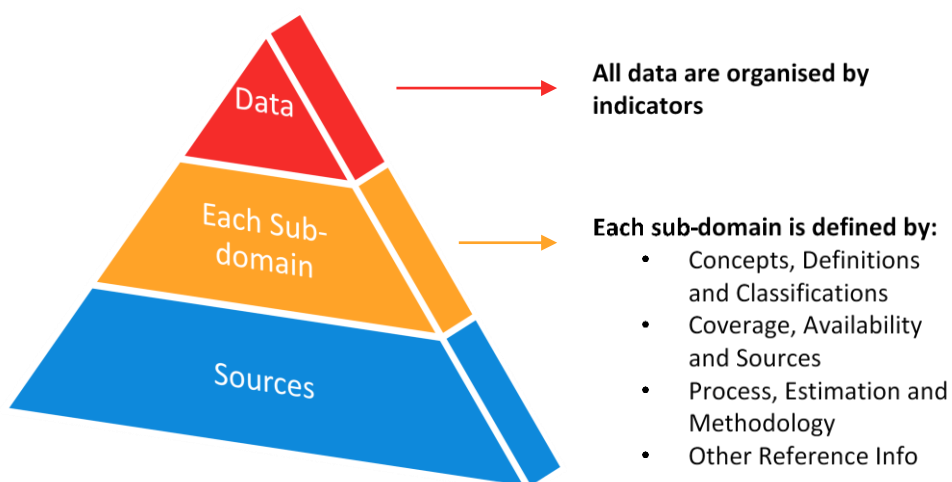 Data
All data are organised by
indicators
Each Sub-
domain
Each sub-domain is defined by:
• Concepts, Definitions
and Classifications
• Coverage, Availability
and Sources
• Process, Estimation and
Methodology
• Other Reference Info
Sources